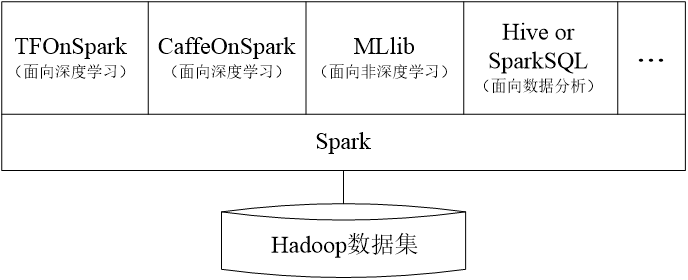 TFOnSpark
（面向深度学习）
CaffeOnSpark
（面向深度学习）
MLlib
（面向非深度学习）
Hive or
SparkSQL
（面向数据分析）
…
Spark
Hadoop数据集